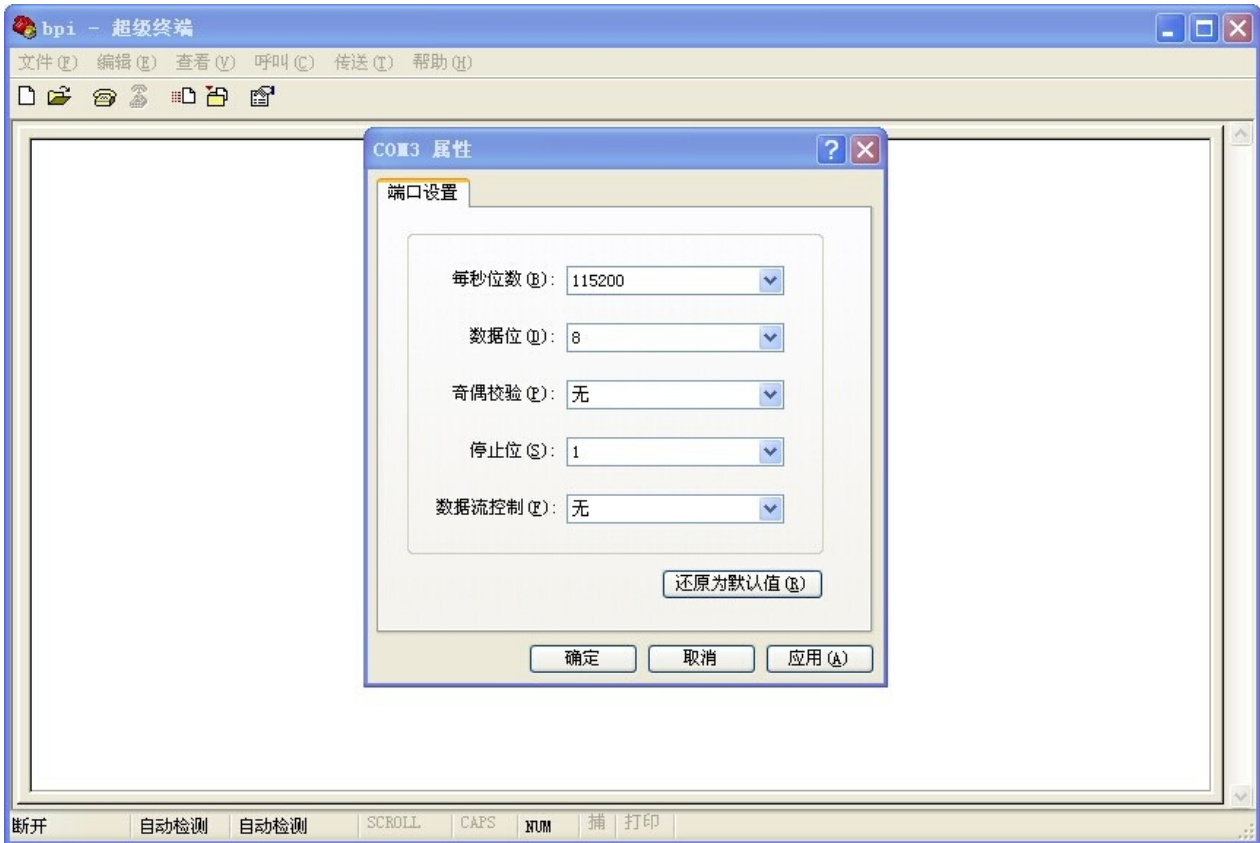 bpi - 超级终端
文件(F) 编辑(E) 查看(V) 呼叫(C) 传送(T) 帮助(H)
COM3 属性
端口设置
每秒位数(B): 115200
数据位(D): 8
奇偶校验(P): 无
停止位(S): 1
数据流控制(F): 无
还原为默认值(R)
确定 取消 应用(A)
断开 自动检测 自动检测 SCROLL CAPS NUM 捕 打印